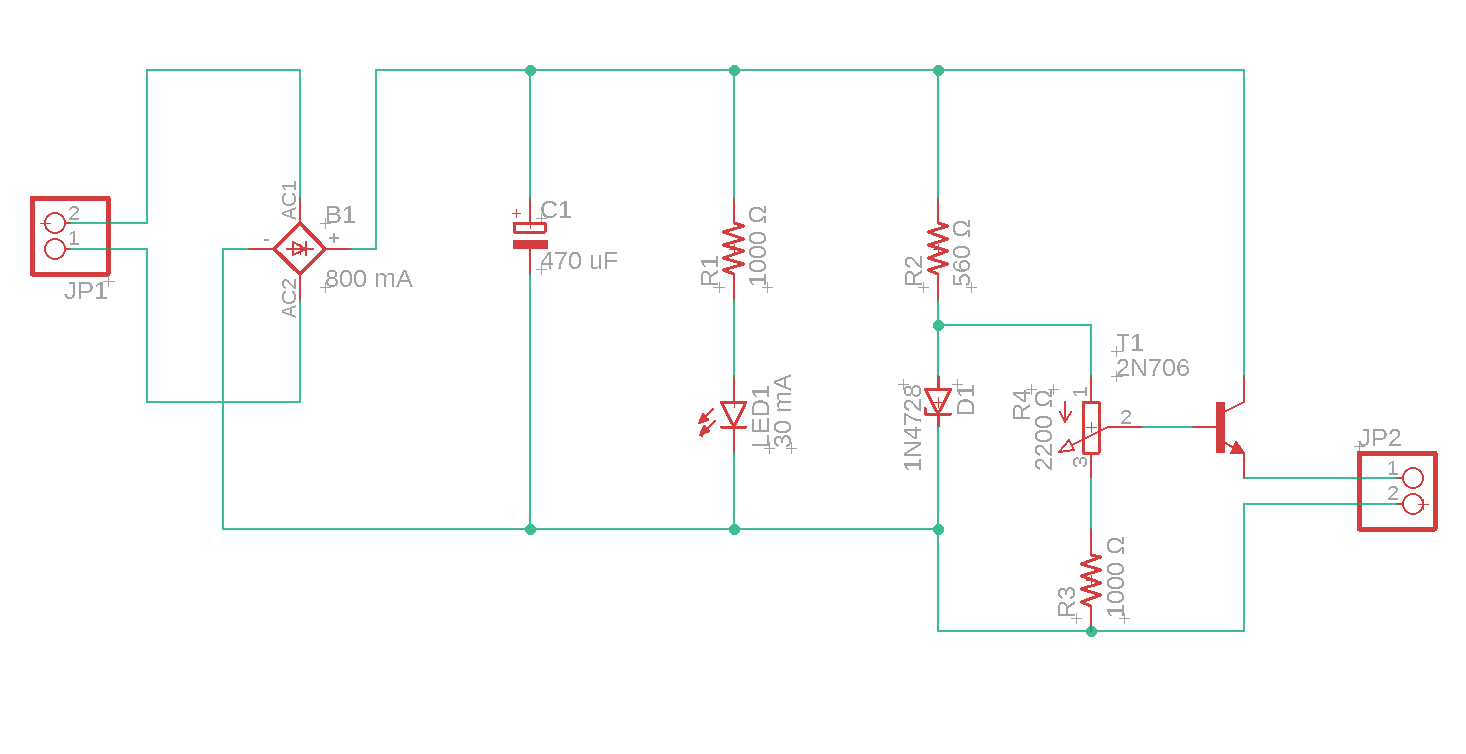 2
1
JP1
AC1
B1
-
+
800 mA
AC2
+
C1
470 uF
R1
1000 Ω
LED1
30 mA
R2
560 Ω
1N4728
D1
J1
2N706
R4
2200 Ω
1
2
3
R3
1000 Ω
JP2
1
2